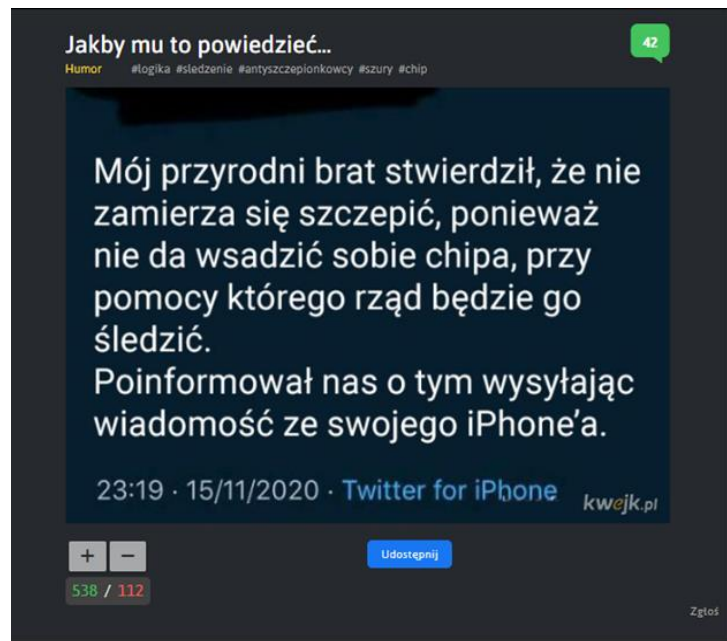 Jakby mu to powiedzieć...
42
Humor #logika #sledzenie #antyszczepionkowcy #szury #chip
Mój przyrodni brat stwierdził, że nie
zamierza się szczepić, ponieważ
nie da wsadzić sobie chipa, przy
pomocy którego rząd będzie go
śledzić.
Poinformował nas o tym wysyłając
wiadomość ze swojego iPhone’a.
23:19 · 15/11/2020 · Twitter for iPhone
kwejk.pl
+ −
Udostępnij
538 / 112
Zgłoś